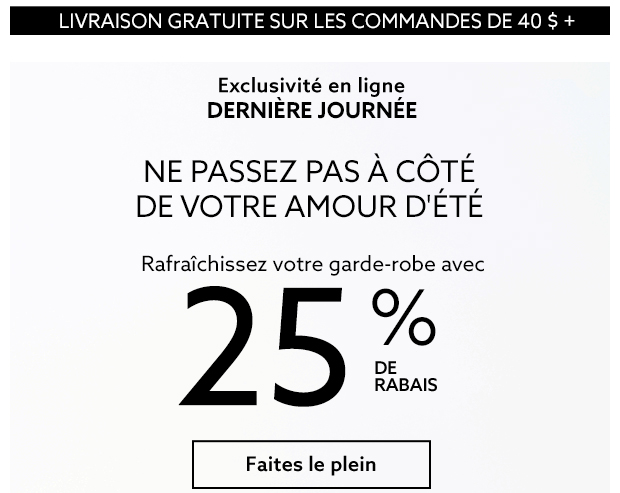 LIVRAISON GRATUITE SUR LES COMMANDES DE 40 $ +
Exclusivité en ligne
DERNIÈRE JOURNÉE
NE PASSEZ PAS À CÔTÉ
DE VOTRE AMOUR D'ÉTÉ
Rafraîchissez votre garde-robe avec
25 %
DE
RABAIS
Faites le plein